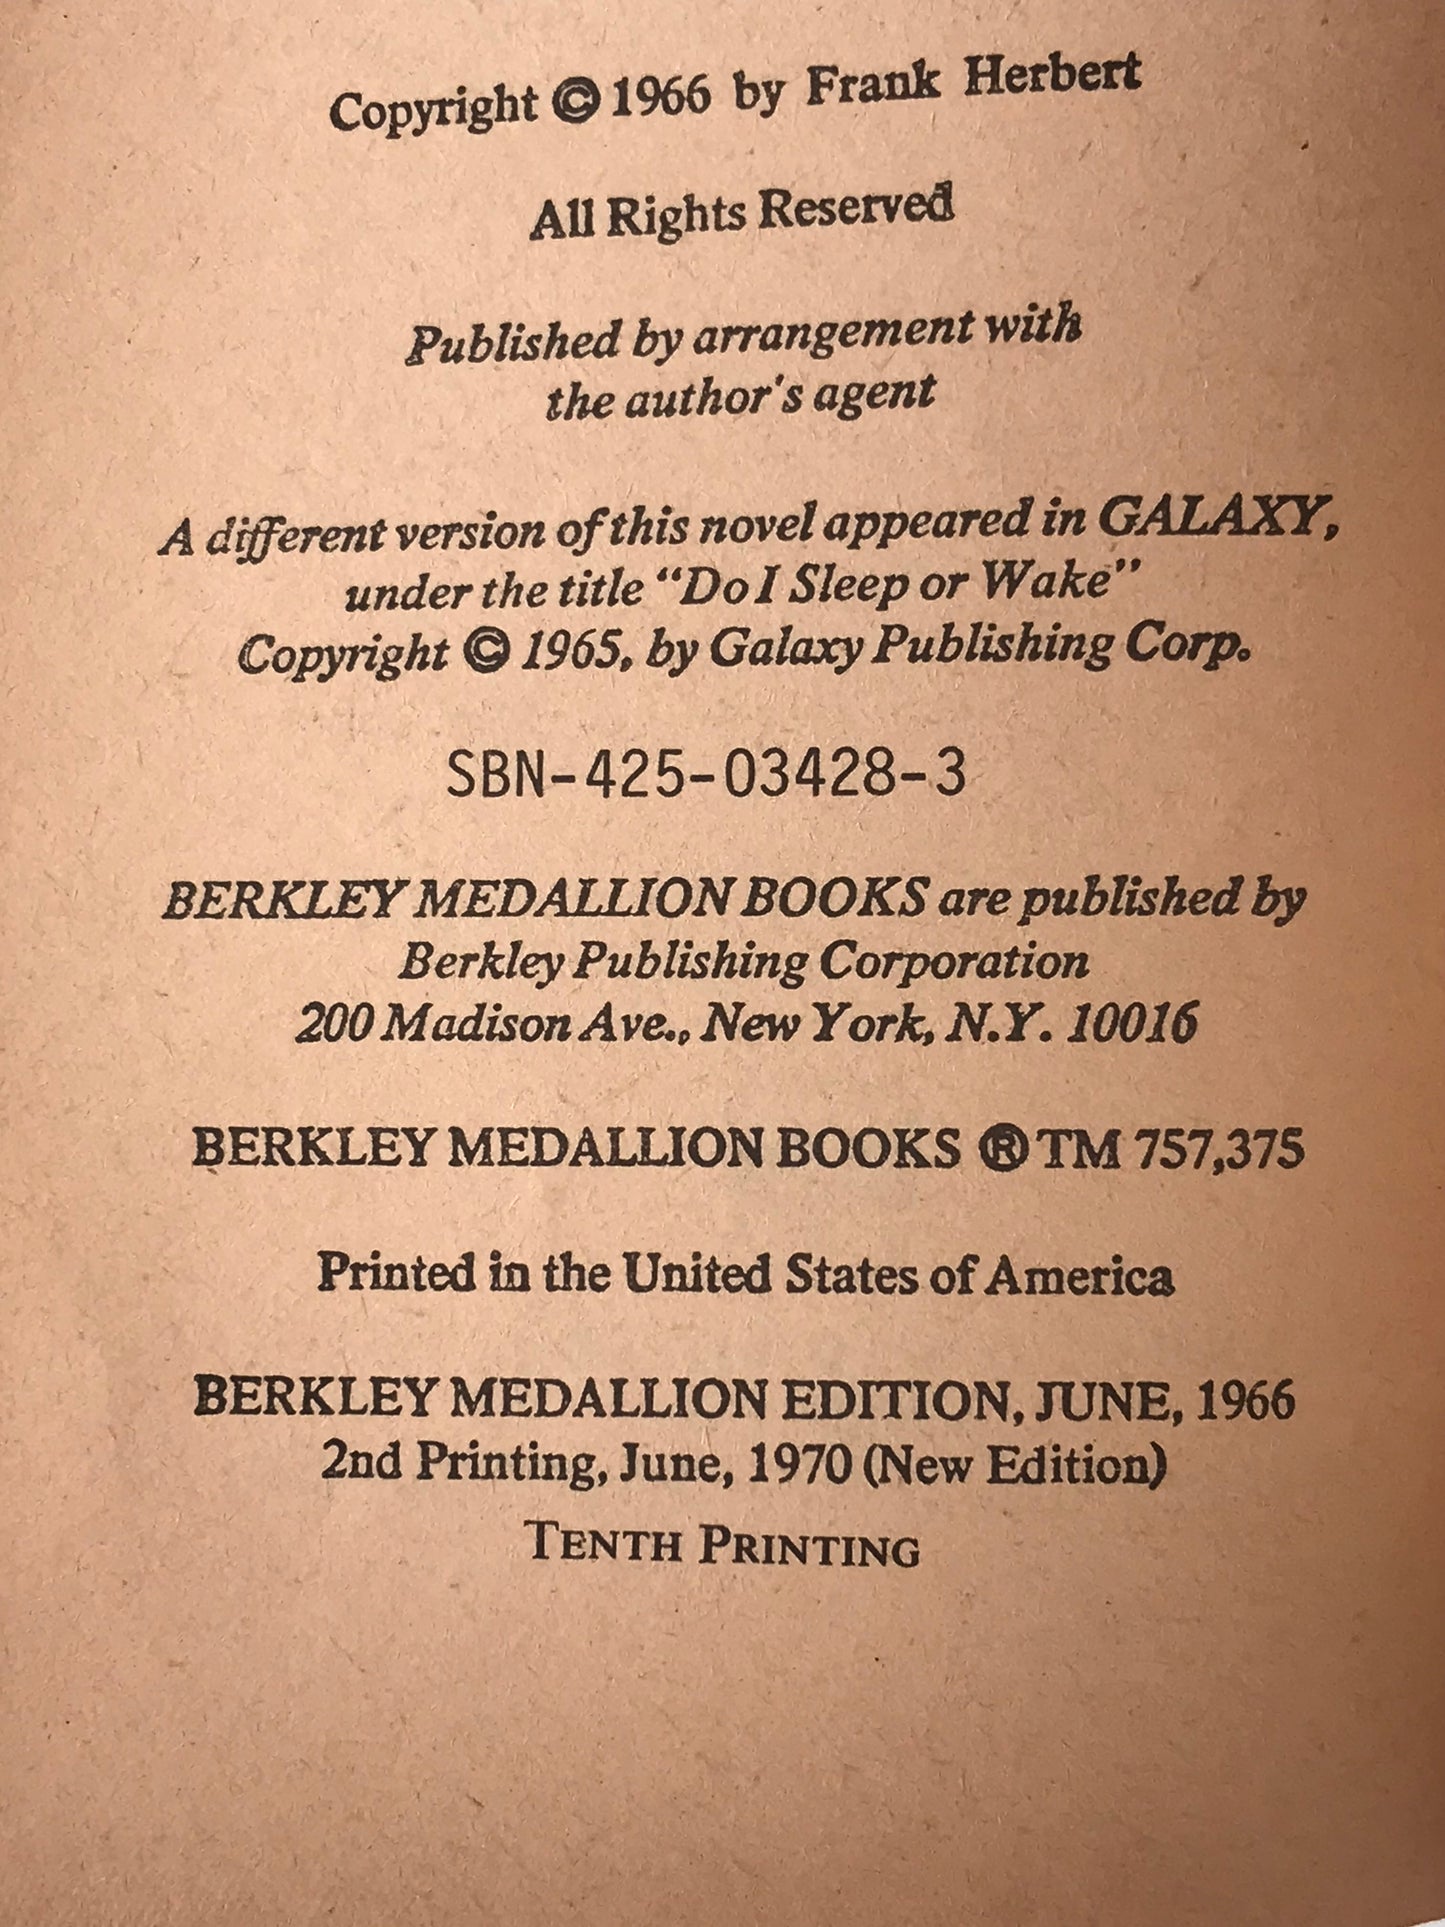 Copyright © 1966 by Frank Herbert
All Rights Reserved
Published by arrangement with
the author's agent
A different version of this novel appeared in GALAXY,
under the title “Do I Sleep or Wake”
Copyright © 1965, by Galaxy Publishing Corp.
SBN-425-03428-3
BERKLEY MEDALLION BOOKS are published by
Berkley Publishing Corporation
200 Madison Ave., New York, N.Y. 10016
BERKLEY MEDALLION BOOKS ® TM 757,375
Printed in the United States of America
BERKLEY MEDALLION EDITION, JUNE, 1966
2nd Printing, June, 1970 (New Edition)
TENTH PRINTING